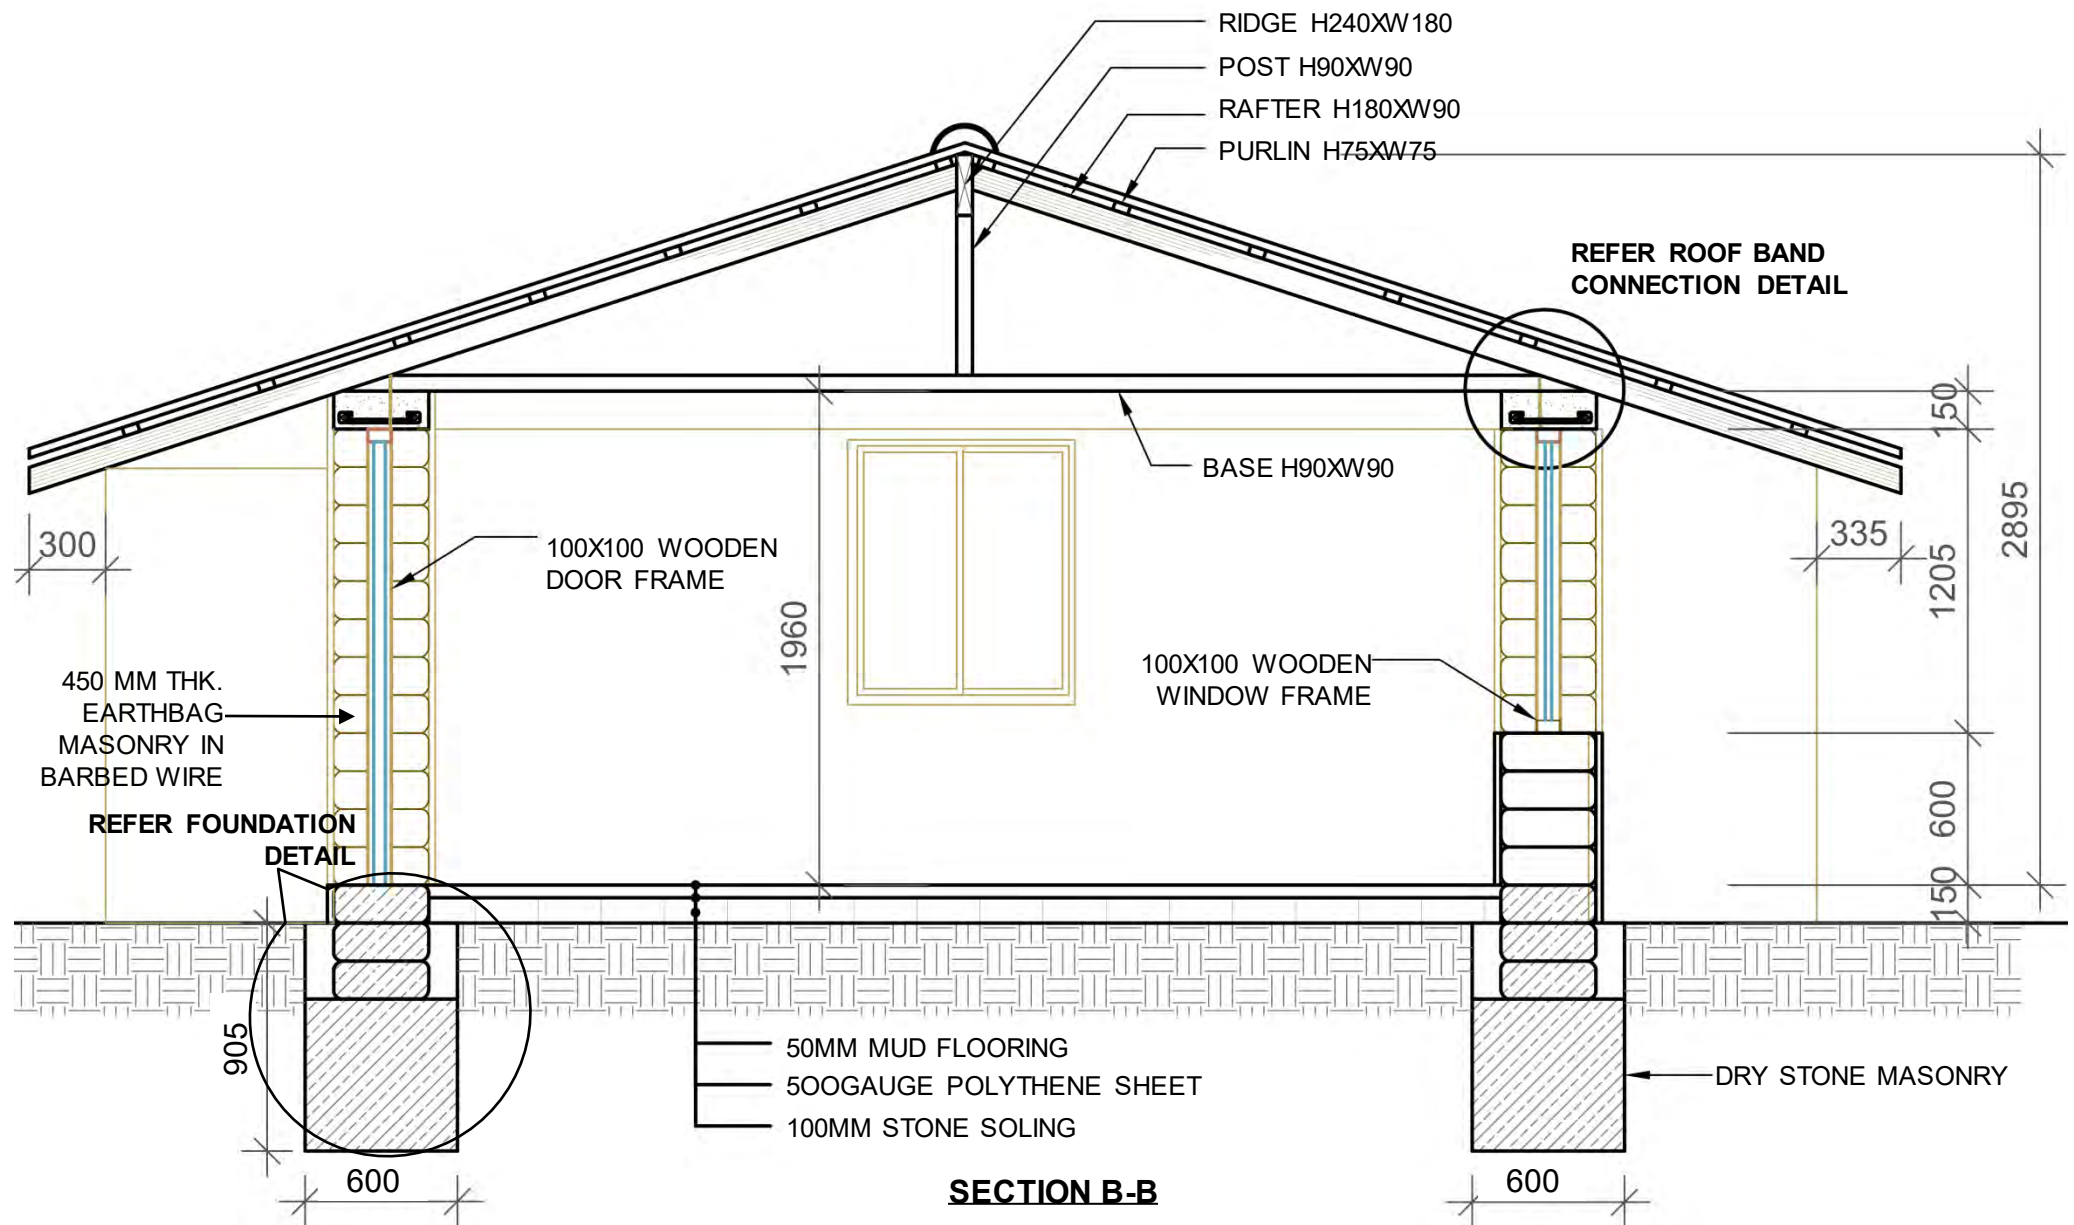 RIDGE H240XW180
POST H90XW90
RAFTER H180XW90
PURLIN H75XW75
REFER ROOF BAND
CONNECTION DETAIL
150
BASE H90XW90
2895
300
100X100 WOODEN
DOOR FRAME
335
1205
1960
100X100 WOODEN
WINDOW FRAME
450 MM THK.
EARTHBAG
MASONRY IN
BARBED WIRE
600
REFER FOUNDATION
DETAIL
150
905
50MM MUD FLOORING
5OOGAUGE POLYTHENE SHEET
100MM STONE SOLING
DRY STONE MASONRY
600
600
SECTION B-B